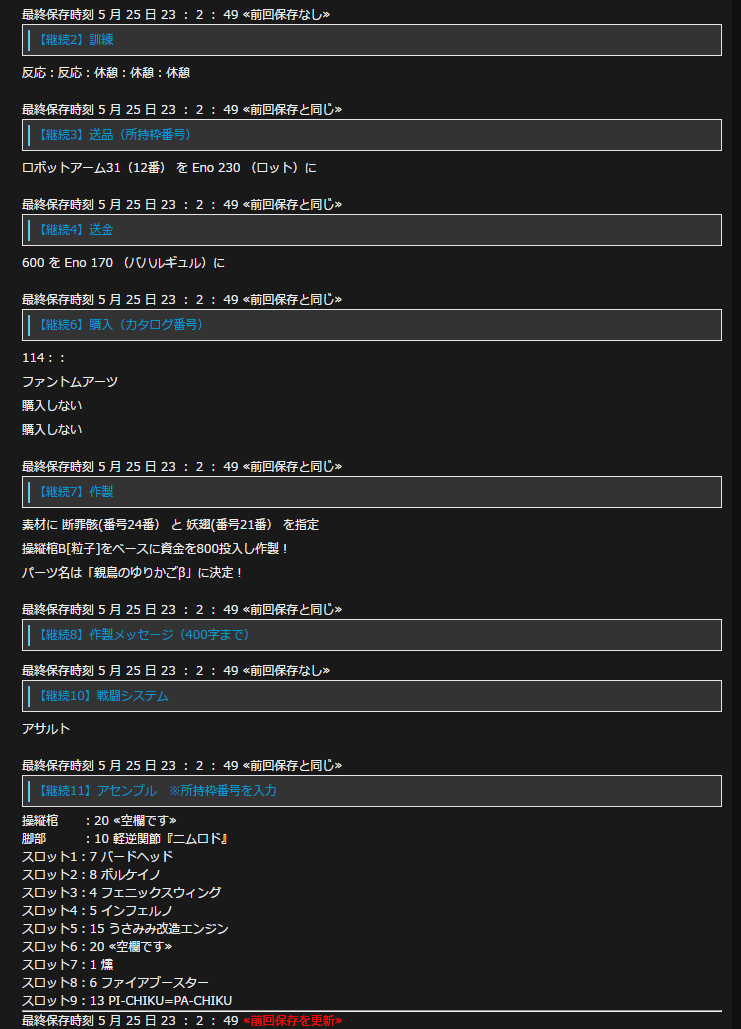 最終保存時刻 5 月 25 日 23 ： 2 ： 49 ≪前回保存なし≫
【継続2】訓練
反応：反応：休憩：休憩：休憩
最終保存時刻 5 月 25 日 23 ： 2 ： 49 ≪前回保存と同じ≫
【継続3】送品（所持枠番号）
ロボットアーム31（12番） を Eno 230 （ロット）に
最終保存時刻 5 月 25 日 23 ： 2 ： 49 ≪前回保存と同じ≫
【継続4】送金
600 を Eno 170 （バハルギュル）に
最終保存時刻 5 月 25 日 23 ： 2 ： 49 ≪前回保存と同じ≫
【継続6】購入（カタログ番号）
114：：
ファントムアーツ
購入しない
購入しない
最終保存時刻 5 月 25 日 23 ： 2 ： 49 ≪前回保存と同じ≫
【継続7】作製
素材に 断罪骸(番号24番） と 妖翅(番号21番） を指定
操縦棺B[粒子]をベースに資金を800投入し作製！
パーツ名は「親鳥のゆりかごβ」に決定！
最終保存時刻 5 月 25 日 23 ： 2 ： 49 ≪前回保存と同じ≫
【継続8】作製メッセージ（400字まで）
最終保存時刻 5 月 25 日 23 ： 2 ： 49 ≪前回保存なし≫
【継続10】戦闘システム
アサルト
最終保存時刻 5 月 25 日 23 ： 2 ： 49 ≪前回保存と同じ≫
【継続11】アセンブル　※所持枠番号を入力
操縦棺　　：20 ≪空欄です≫
脚部　　　：10 軽逆関節『ニムロド』
スロット1：7 バードヘッド
スロット2：8 ボルケイノ
スロット3：4 フェニックスウィング
スロット4：5 インフェルノ
スロット5：15 うさみみ改造エンジン
スロット6：20 ≪空欄です≫
スロット7：1 燻
スロット8：6 ファイアブースター
スロット9：13 PI-CHIKU=PA-CHIKU
最終保存時刻 5 月 25 日 23 ： 2 ： 49 ≪前回保存を更新≫